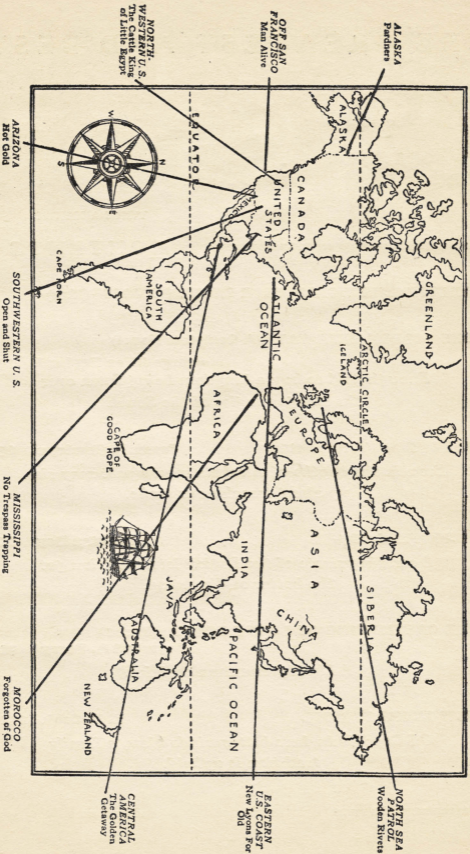 ALASKA
Pardners
OFF SAN
FRANCISCO
Man Alive
NORTH-
WESTERN U. S.
The Cattle King
of Little Egypt
NORTH SEA
PATROL
Wooden Rivets
EASTERN
U.S. COAST
New Lyons For
Old
CENTRAL
AMERICA
The Golden
Getaway
ALASKA
CANADA
UNITED
STATES
GREENLAND
ICELAND
ARCTIC CIRCLE
ATLANTIC
OCEAN
EUROPE
ASIA
SIBERIA
CHINA
INDIA
PACIFIC OCEAN
EQUATOR
AFRICA
SOUTH
AMERICA
CAPE HORN
CAPE OF
GOOD HOPE
JAVA
AUSTRALIA
NEW ZEALAND
N
W
E
S
ARIZONA
Hot Gold
SOUTHWESTERN U. S.
Open and Shut
MISSISSIPPI
No Trespass Trapping
MOROCCO
Forgotten of God